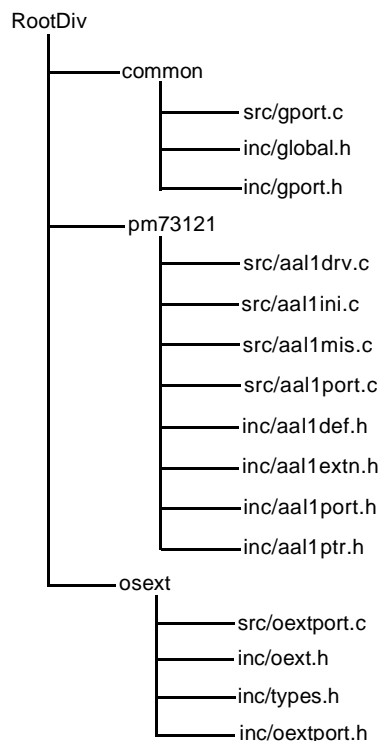 RootDiv
common
src/gport.c
inc/global.h
inc/gport.h
pm73121
src/aal1drv.c
src/aal1ini.c
src/aal1mis.c
src/aal1port.c
inc/aal1def.h
inc/aal1extn.h
inc/aal1port.h
inc/aal1ptr.h
osext
src/oextport.c
inc/oext.h
inc/types.h
inc/oextport.h